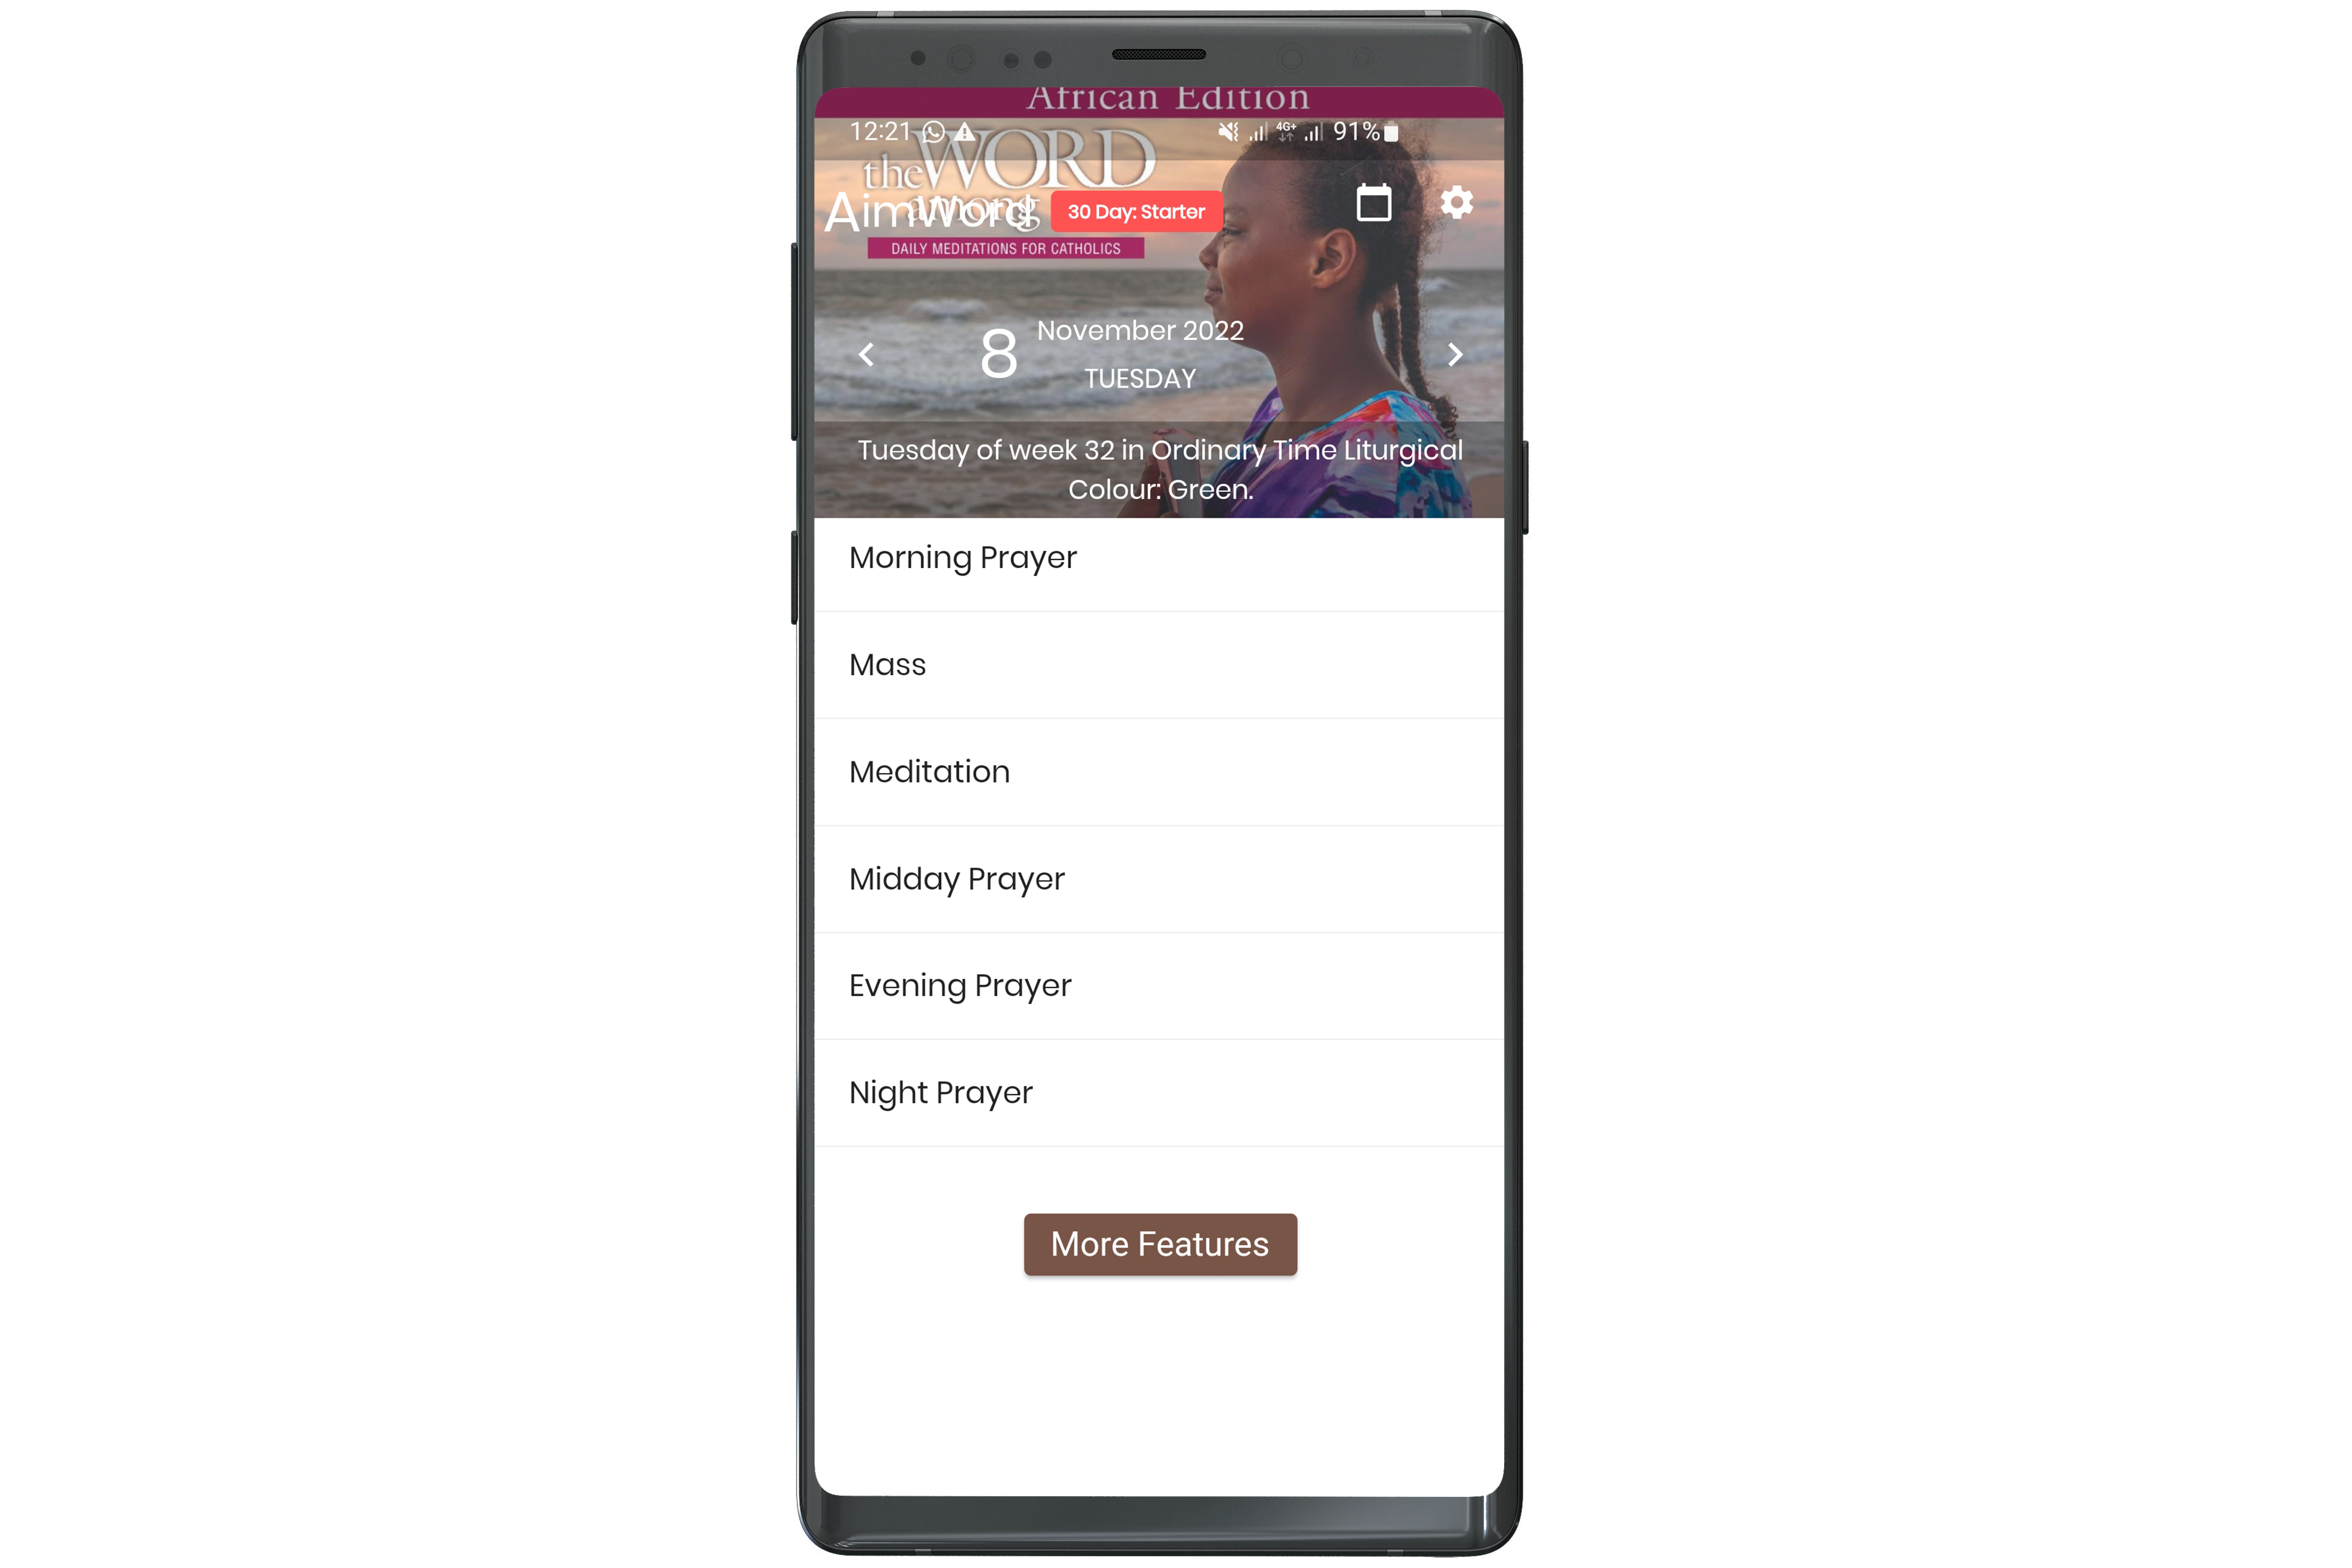 African Edition
12:21 4G+ 91%
the WORD
among
AimWord 30 Day: Starter
DAILY MEDITATIONS FOR CATHOLICS
8 November 2022
TUESDAY
Tuesday of week 32 in Ordinary Time Liturgical
Colour: Green.
Morning Prayer
Mass
Meditation
Midday Prayer
Evening Prayer
Night Prayer
More Features